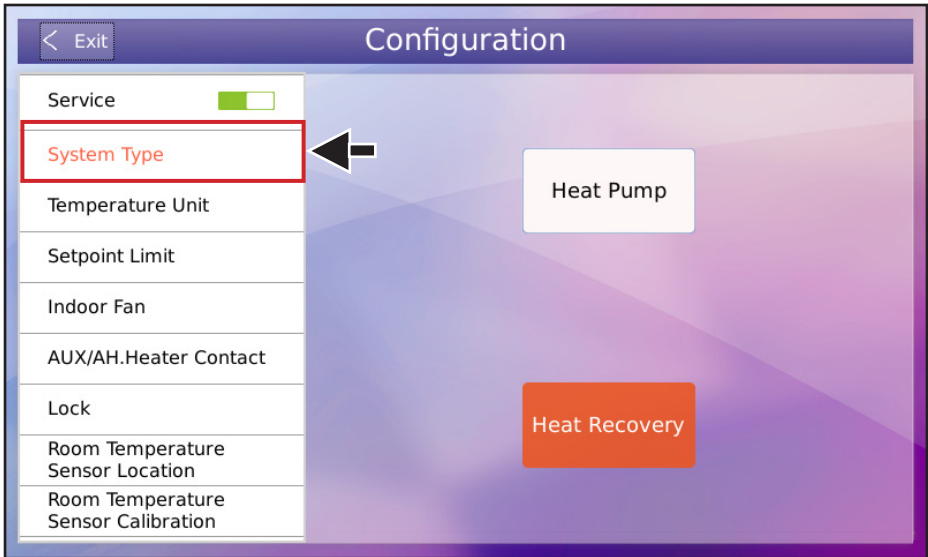 Exit
Configuration
Service
System Type
Temperature Unit
Setpoint Limit
Indoor Fan
AUX/AH.Heater Contact
Lock
Room Temperature
Sensor Location
Room Temperature
Sensor Calibration
Heat Pump
Heat Recovery